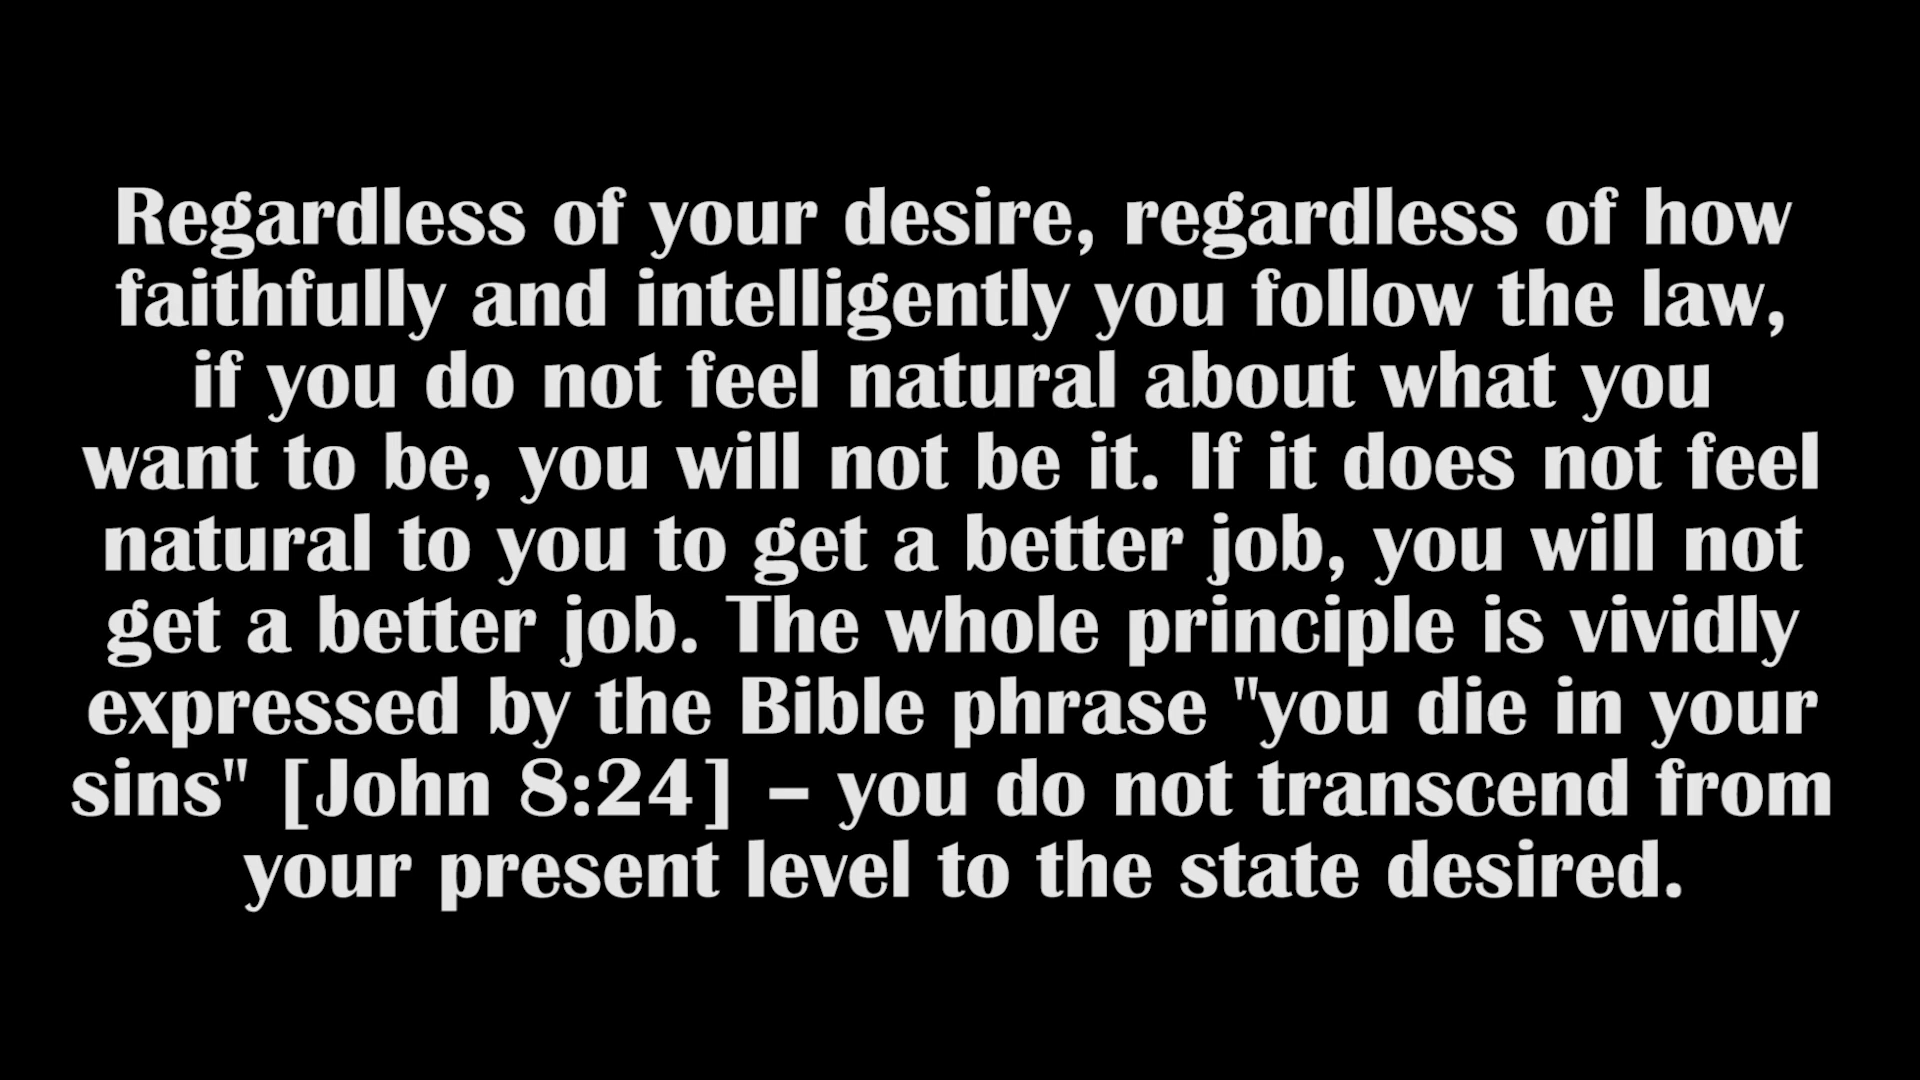 Regardless of your desire, regardless of how
faithfully and intelligently you follow the law,
if you do not feel natural about what you
want to be, you will not be it. If it does not feel
natural to you to get a better job, you will not
get a better job. The whole principle is vividly
expressed by the Bible phrase "you die in your
sins" [John 8:24] – you do not transcend from
your present level to the state desired.